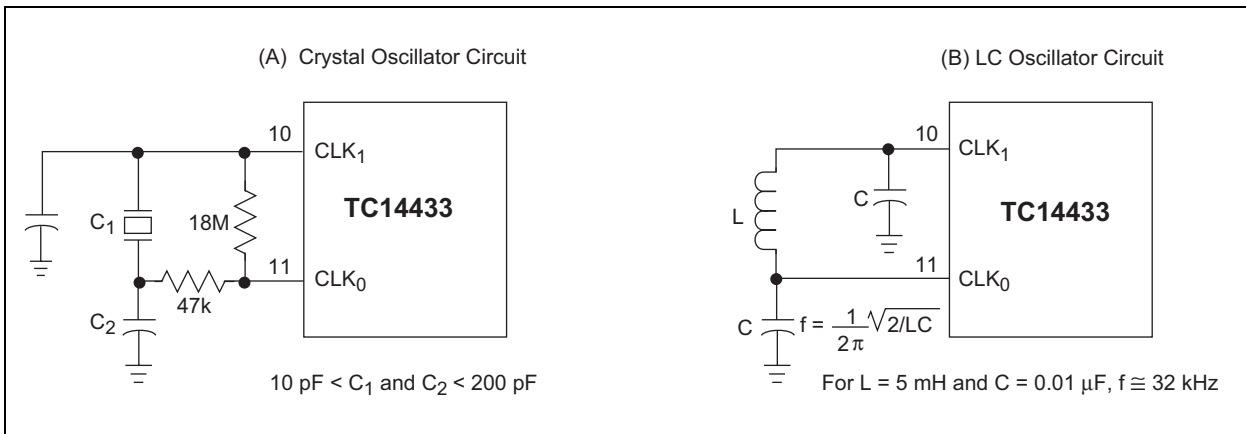 (A) Crystal Oscillator Circuit
10
CLK₁
C₁
18M
TC14433
11
CLK₀
47k
C₂
10 pF < C₁ and C₂ < 200 pF
(B) LC Oscillator Circuit
10
CLK₁
C
L
TC14433
11
CLK₀
C
f = 1/2π √2/LC
For L = 5 mH and C = 0.01 μF, f ≅ 32 kHz